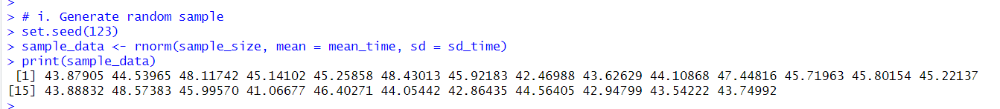 >
> # i. Generate random sample
> set.seed(123)
> sample_data <- rnorm(sample_size, mean = mean_time, sd = sd_time)
> print(sample_data)
 [1] 43.87905 44.53965 48.11742 45.14102 45.25858 48.43013 45.92183 42.46988 43.62629 44.10868 47.44816 45.71963 45.80154 45.22137
[15] 43.88832 48.57383 45.99570 41.06677 46.40271 44.05442 42.86435 44.56405 42.94799 43.54222 43.74992
>